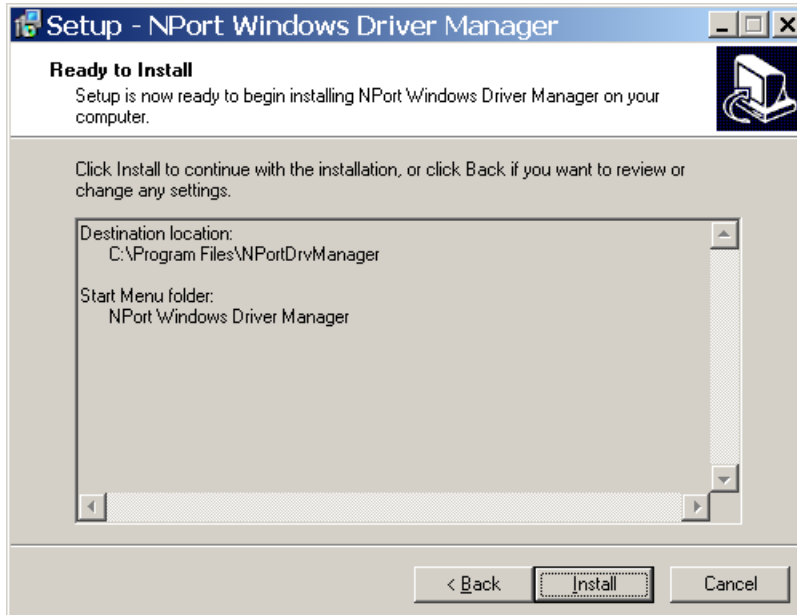 Setup - NPort Windows Driver Manager
Ready to Install
Setup is now ready to begin installing NPort Windows Driver Manager on your
computer.
Click Install to continue with the installation, or click Back if you want to review or
change any settings.
Destination location:
C:\Program Files\NPortDrvManager
Start Menu folder:
NPort Windows Driver Manager
< Back
Install
Cancel